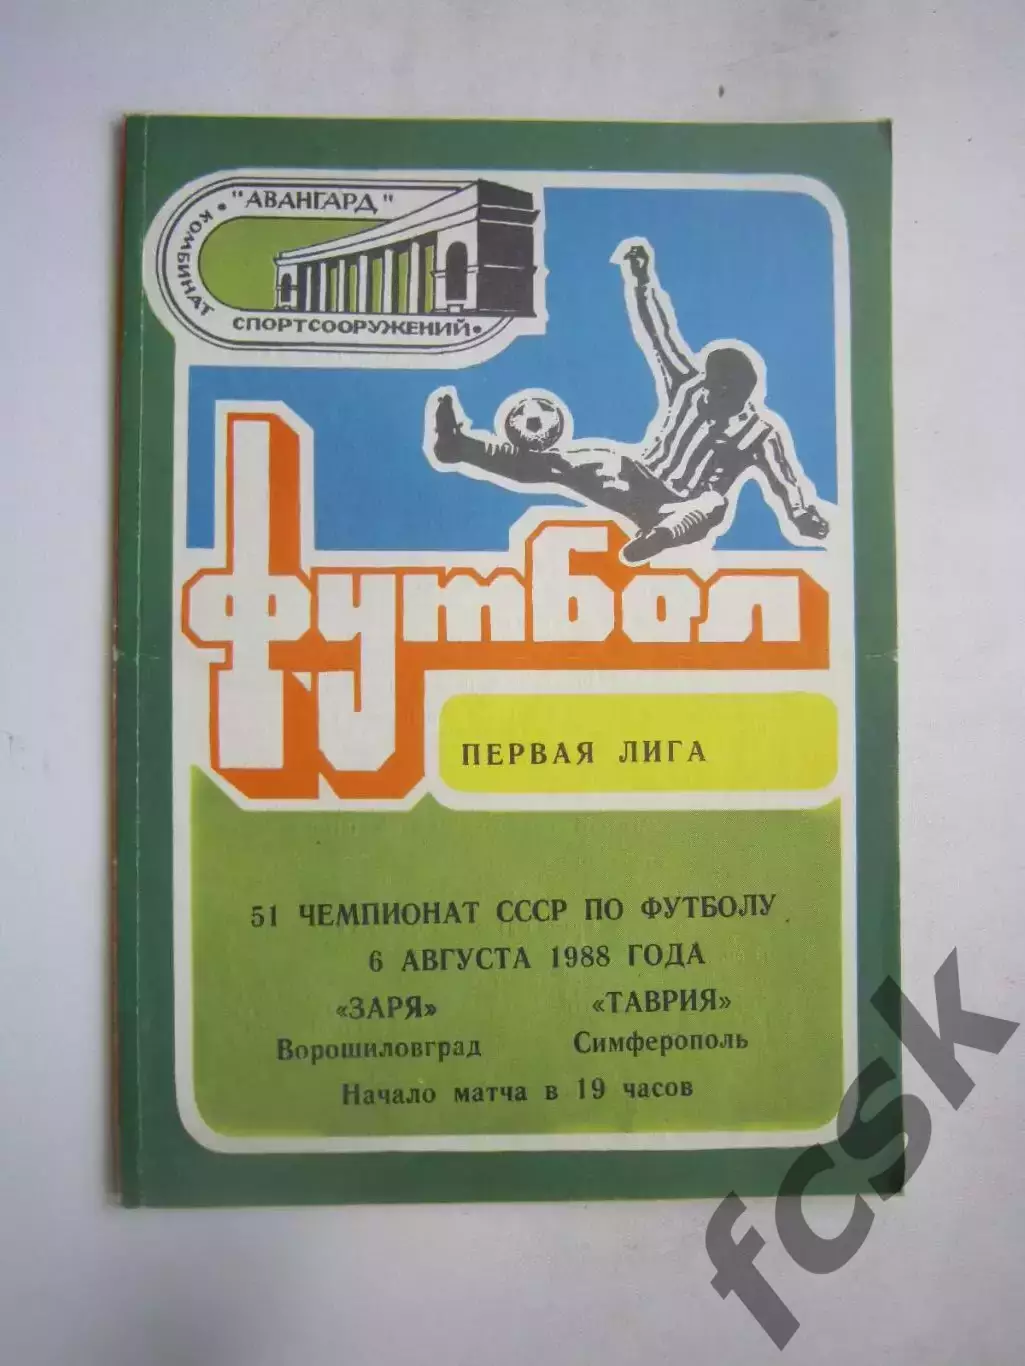 "АВАНГАРД"
• КОМБИНАТ
СПОРТСООРУЖЕНИЙ •
футбол
ПЕРВАЯ ЛИГА
51 ЧЕМПИОНАТ СССР ПО ФУТБОЛУ
6 АВГУСТА 1988 ГОДА
«ЗАРЯ» «ТАВРИЯ»
Ворошиловград Симферополь
Начало матча в 19 часов
fcsk